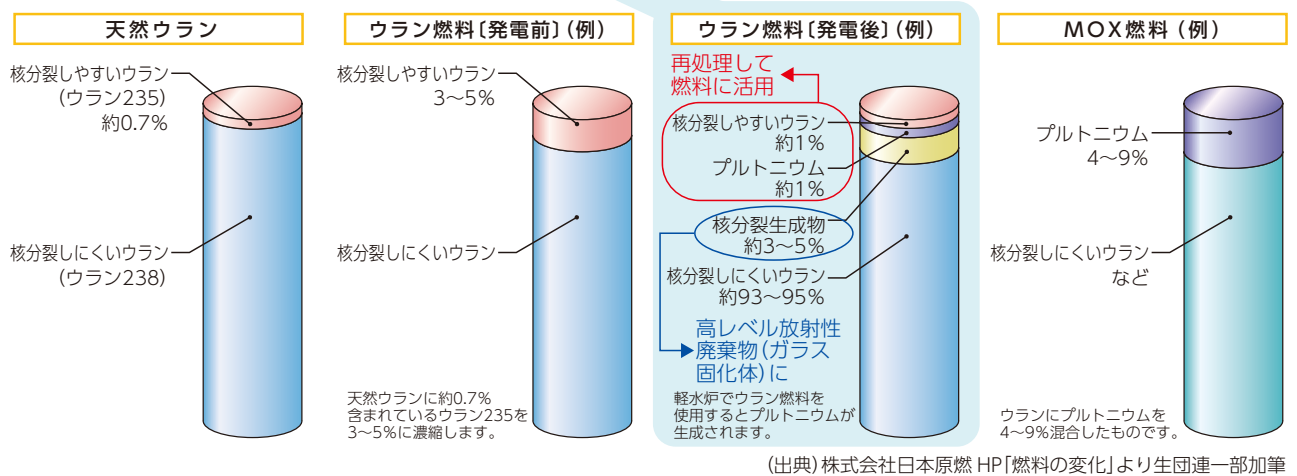 天然ウラン
核分裂しやすいウラン
(ウラン235)
約0.7%
核分裂しにくいウラン
(ウラン238)
ウラン燃料〔発電前〕(例)
核分裂しやすいウラン
3〜5%
核分裂しにくいウラン
天然ウランに約0.7%
含まれているウラン235を
3〜5%に濃縮します。
ウラン燃料〔発電後〕(例)
再処理して
燃料に活用
核分裂しやすいウラン
約1%
プルトニウム
約1%
核分裂生成物
約3〜5%
核分裂しにくいウラン
約93〜95%
高レベル放射性
廃棄物(ガラス
固化体)に
軽水炉でウラン燃料を
使用するとプルトニウムが
生成されます。
MOX燃料(例)
プルトニウム
4〜9%
核分裂しにくいウラン
など
ウランにプルトニウムを
4〜9%混合したものです。
(出典)株式会社日本原燃 HP「燃料の変化」より生団連一部加筆